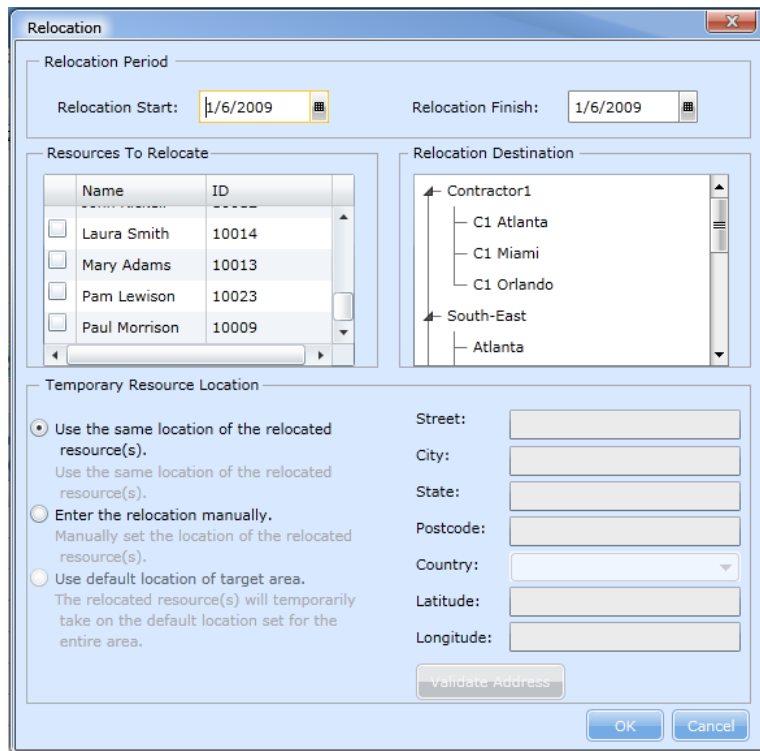 Relocation
Relocation Period
Relocation Start: 1/6/2009 Relocation Finish: 1/6/2009
Resources To Relocate
Name ID
Laura Smith 10014
Mary Adams 10013
Pam Lewison 10023
Paul Morrison 10009
Relocation Destination
Contractor1
C1 Atlanta
C1 Miami
C1 Orlando
South-East
Atlanta
Temporary Resource Location
Use the same location of the relocated
resource(s).
Use the same location of the relocated
resource(s).
Enter the relocation manually.
Manually set the location of the relocated
resource(s).
Use default location of target area.
The relocated resource(s) will temporarily
take on the default location set for the
entire area.
Street:
City:
State:
Postcode:
Country:
Latitude:
Longitude:
Validate Address
OK Cancel